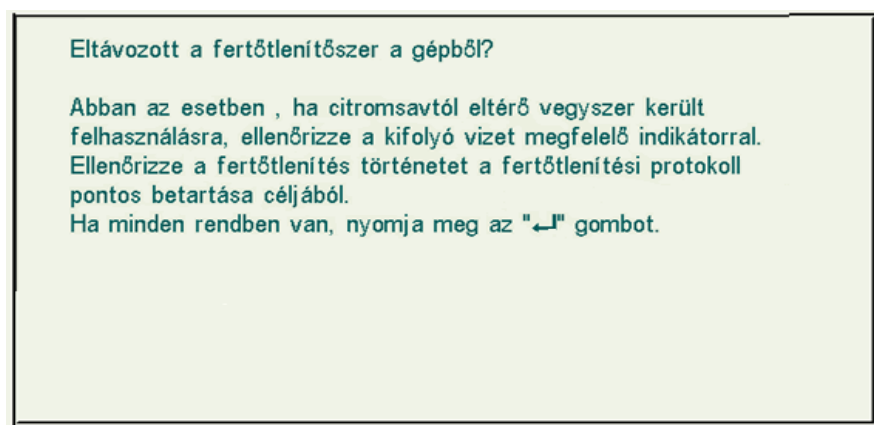 Eltávozott a fertőtlenítőszer a gépből?
Abban az esetben , ha citromsavtól eltérő vegyszer került
felhasználásra, ellenőrizze a kifolyó vizet megfelelő indikátorral.
Ellenőrizze a fertőtlenítés történetet a fertőtlenítési protokoll
pontos betartása céljából.
Ha minden rendben van, nyomja meg az "↵" gombot.